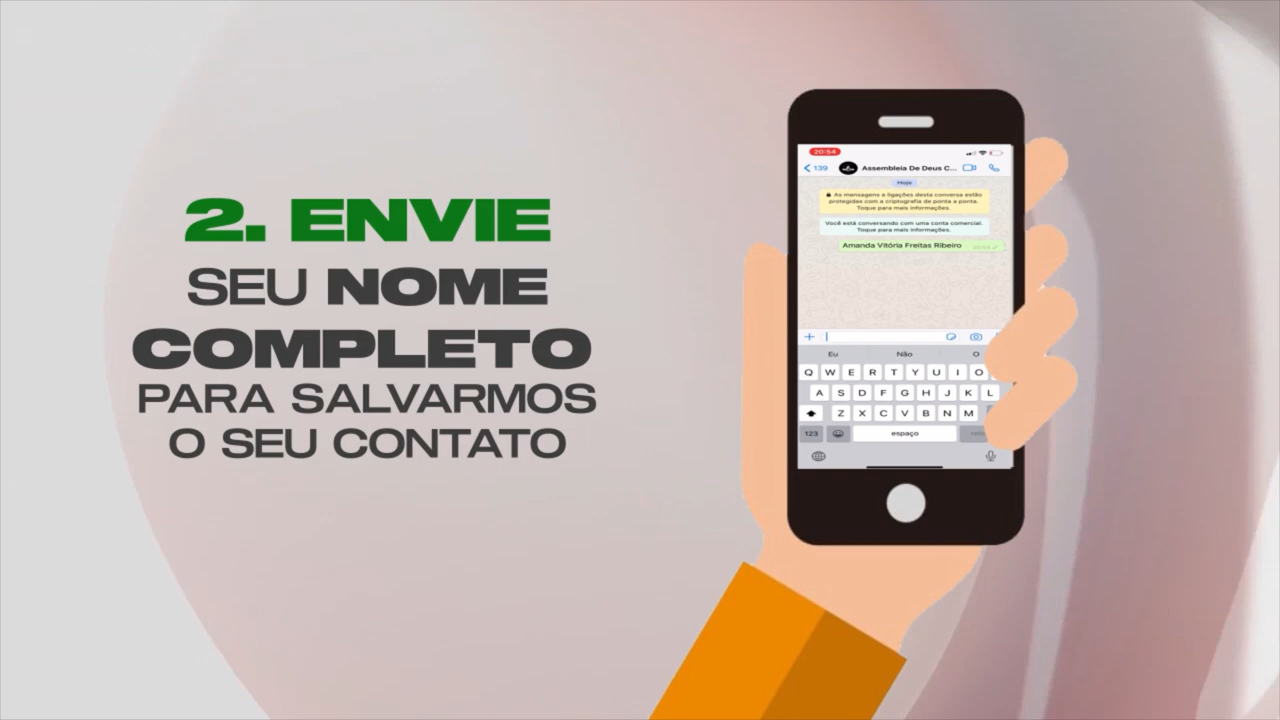 2. ENVIE
SEU NOME
COMPLETO
PARA SALVARMOS
O SEU CONTATO
20:54
139 Assembleia De Deus C...
Hoje
As mensagens e ligações desta conversa estão
protegidas com a criptografia de ponta a ponta.
Toque para mais informações.
Você está conversando com uma conta comercial.
Toque para mais informações.
Amanda Vitória Freitas Ribeiro
Eu Não O
Q W E R T Y U I O
A S D F G H J K L
Z X C V B N M
123 espaço